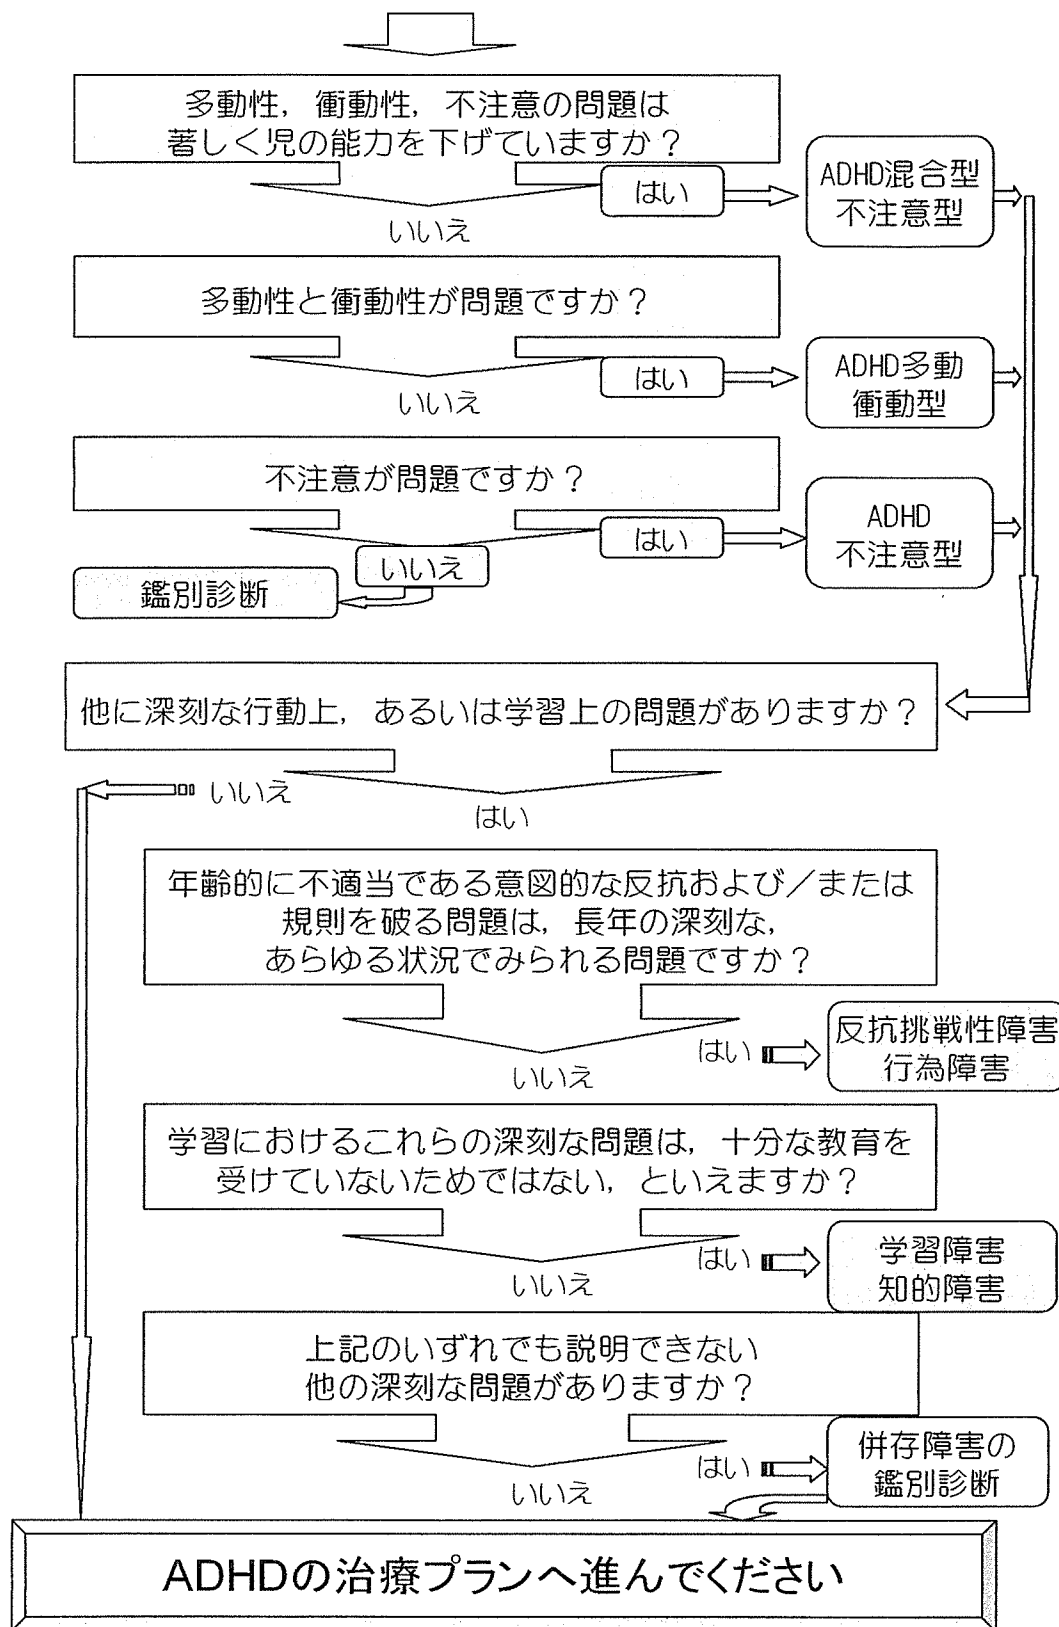 多動性，衝動性，不注意の問題は
著しく児の能力を下げていますか？
はい
ADHD混合型
不注意型
いいえ
多動性と衝動性が問題ですか？
はい
ADHD多動
衝動型
いいえ
不注意が問題ですか？
はい
ADHD
不注意型
いいえ
鑑別診断
他に深刻な行動上，あるいは学習上の問題がありますか？
いいえ
はい
年齢的に不適当である意図的な反抗および／または
規則を破る問題は，長年の深刻な，
あらゆる状況でみられる問題ですか？
はい
反抗挑戦性障害
行為障害
いいえ
学習におけるこれらの深刻な問題は，十分な教育を
受けていないためではない，といえますか？
はい
学習障害
知的障害
いいえ
上記のいずれでも説明できない
他の深刻な問題がありますか？
はい
併存障害の
鑑別診断
いいえ
ADHDの治療プランへ進んでください